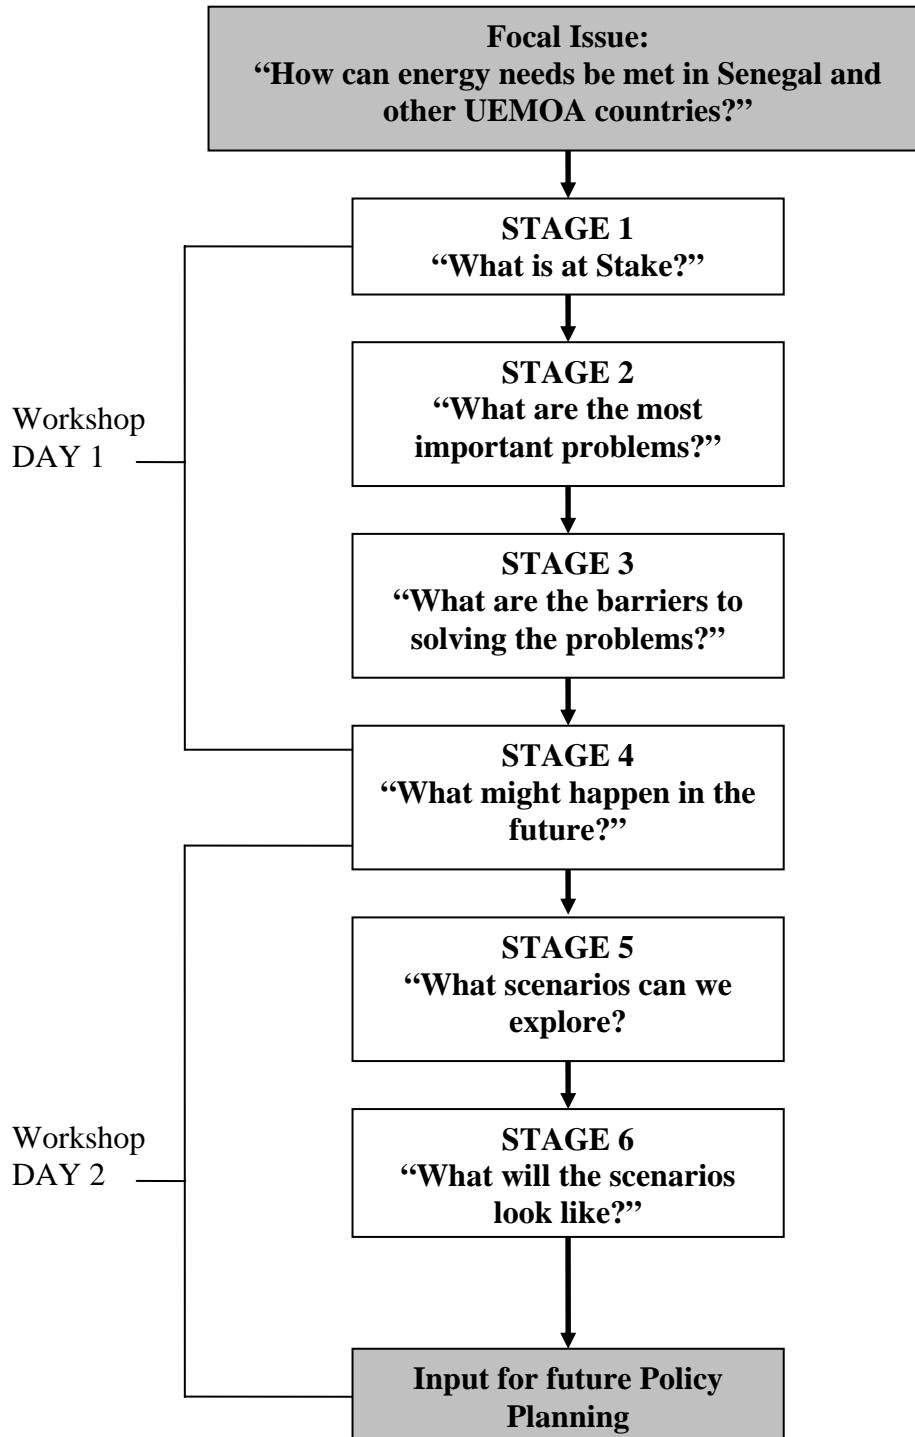 Focal Issue:
“How can energy needs be met in Senegal and
other UEMOA countries?”
STAGE 1
“What is at Stake?”
STAGE 2
“What are the most
important problems?”
Workshop
DAY 1
STAGE 3
“What are the barriers to
solving the problems?”
STAGE 4
“What might happen in the
future?”
STAGE 5
“What scenarios can we
explore?
Workshop
DAY 2
STAGE 6
“What will the scenarios
look like?”
Input for future Policy
Planning